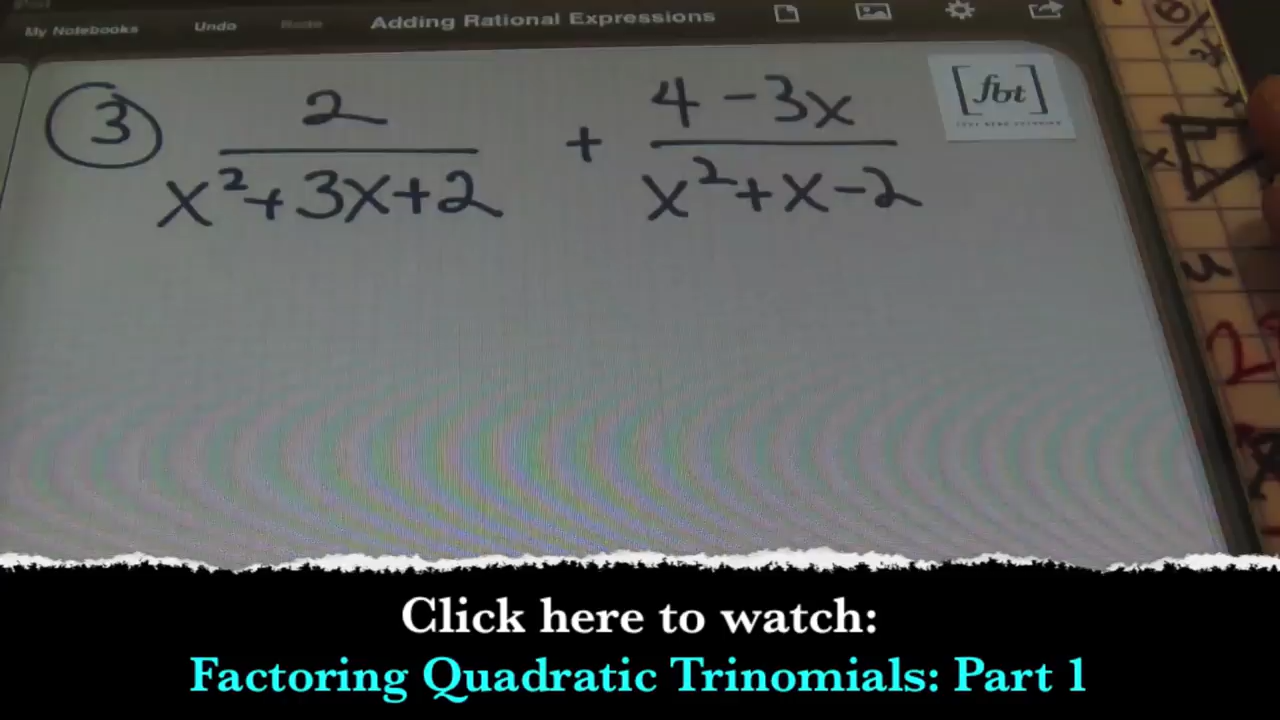 My Notebooks Undo Redo Adding Rational Expressions
3 2 + 4 - 3x
x²+3x+2 x²+x-2
[fbt]
Click here to watch:
Factoring Quadratic Trinomials: Part 1